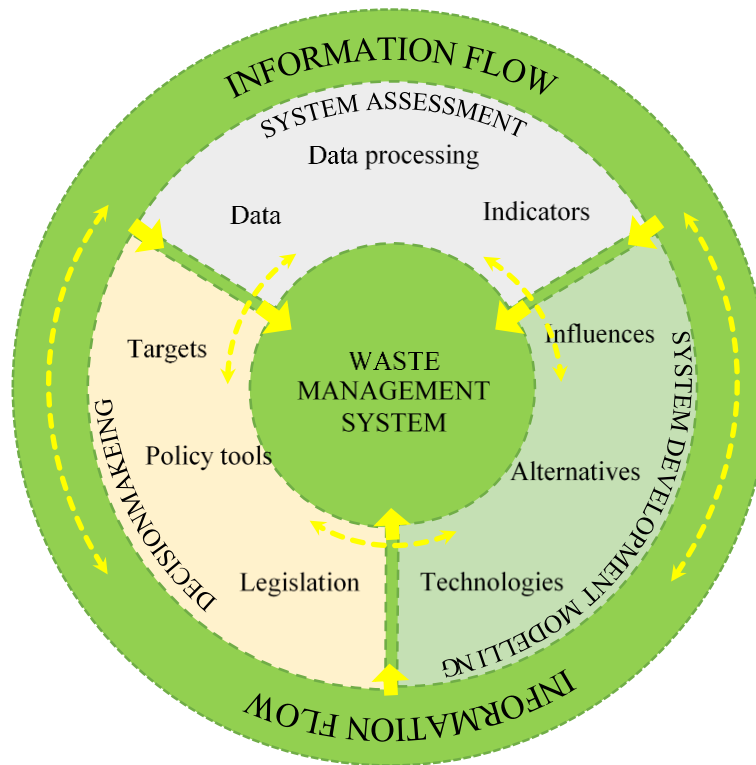 INFORMATION FLOW
SYSTEM ASSESSMENT
Data processing
Data
Indicators
Targets
Policy tools
Legislation
DECISIONMAKEING
WASTE
MANAGEMENT
SYSTEM
Influences
Alternatives
Technologies
SYSTEM DEVELOPMENT MODELLING
INFORMATION FLOW